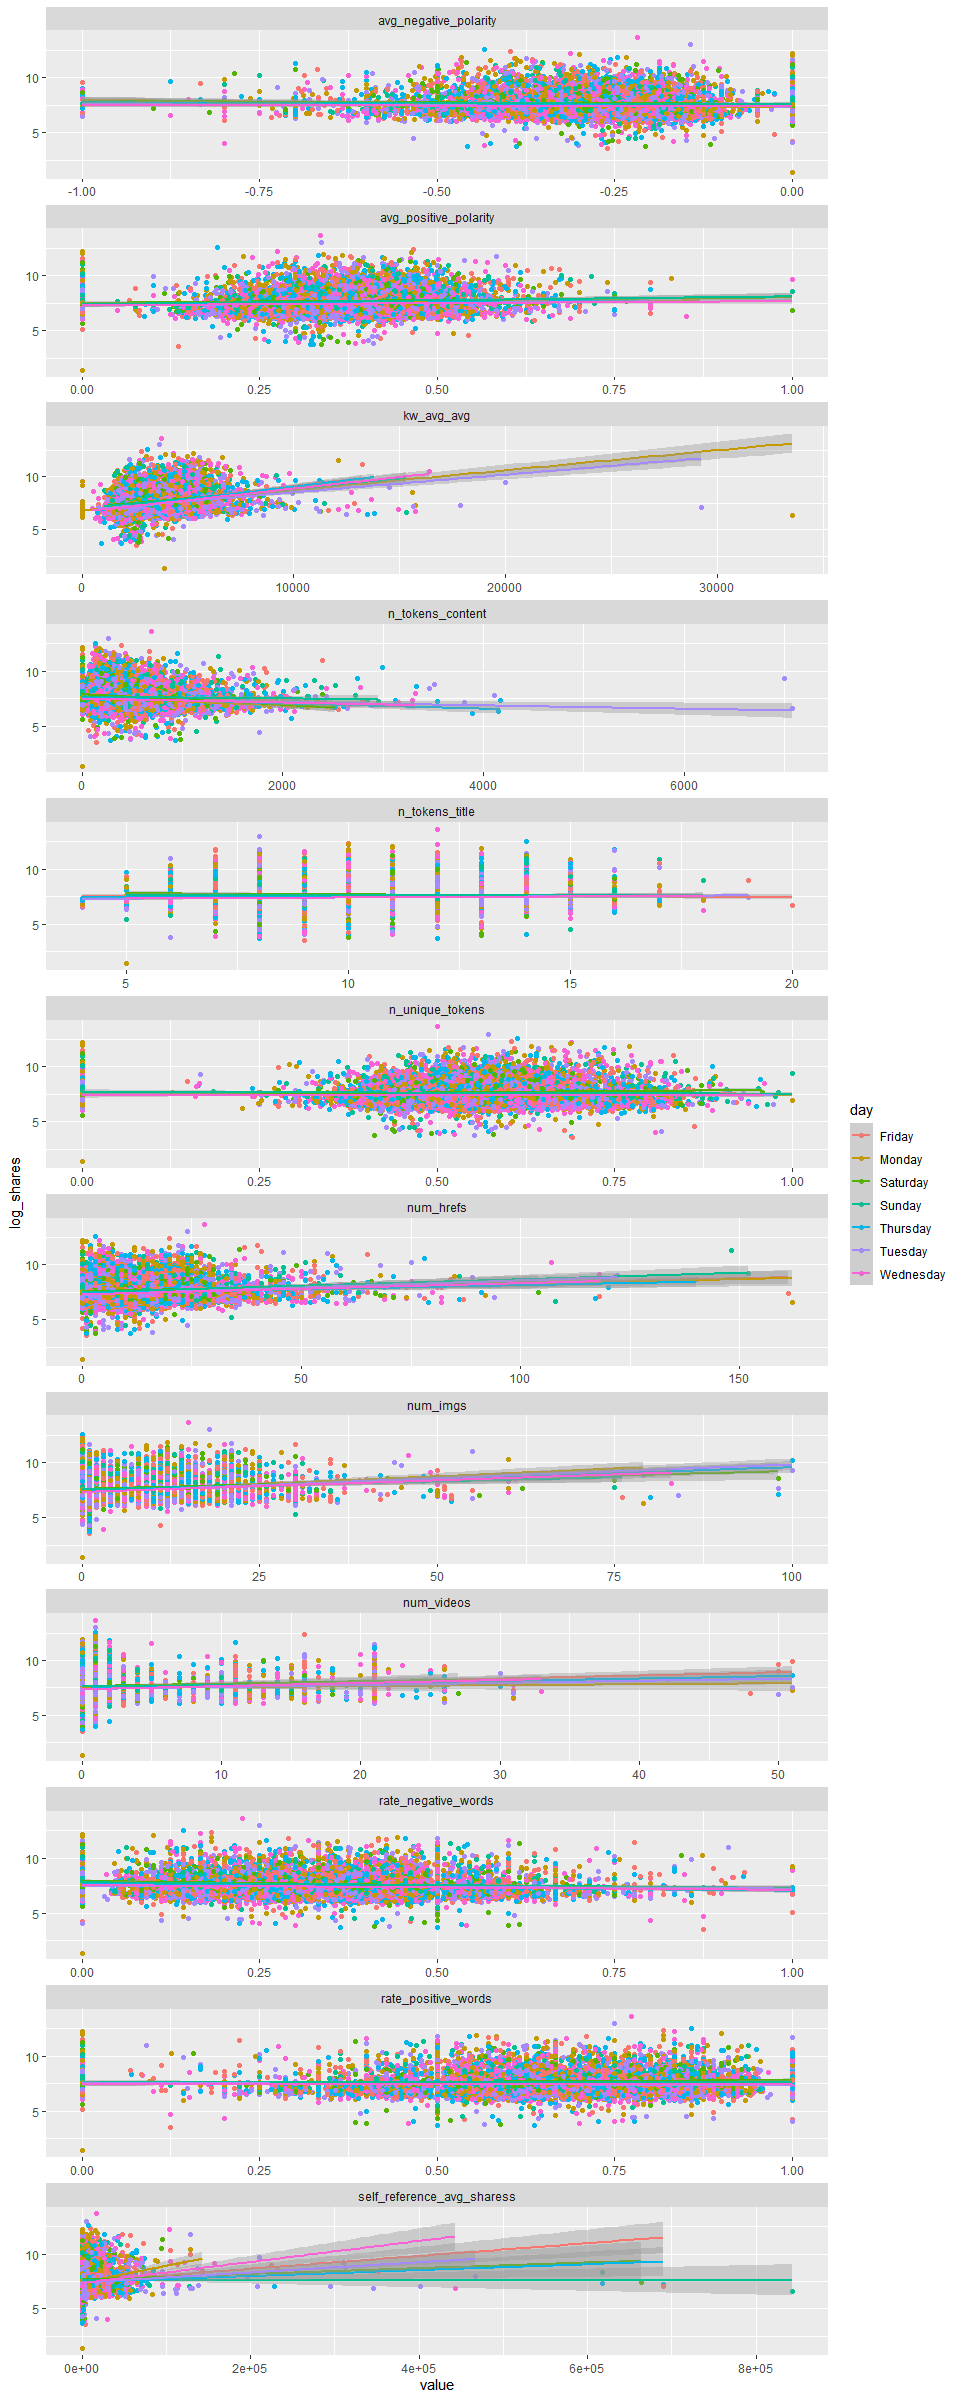 avg_negative_polarity
10
5
-1.00 -0.75 -0.50 -0.25 0.00
avg_positive_polarity
10
5
0.00 0.25 0.50 0.75 1.00
kw_avg_avg
10
5
0 10000 20000 30000
n_tokens_content
10
5
0 2000 4000 6000
n_tokens_title
10
5
5 10 15 20
n_unique_tokens
10
5
0.00 0.25 0.50 0.75 1.00
num_hrefs
10
5
0 50 100 150
num_imgs
10
5
0 25 50 75 100
num_videos
10
5
0 10 20 30 40 50
rate_negative_words
10
5
0.00 0.25 0.50 0.75 1.00
rate_positive_words
10
5
0.00 0.25 0.50 0.75 1.00
self_reference_avg_sharess
10
5
0e+00 2e+05 4e+05 6e+05 8e+05
value
log_shares
day
Friday
Monday
Saturday
Sunday
Thursday
Tuesday
Wednesday